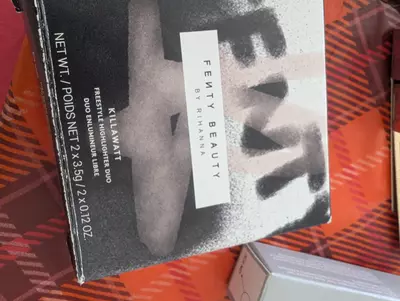 ENT
FENTY BEAUTY
BY RIHANNA
KILLAWATT
FREESTYLE HIGHLIGHTER DUO
DUO ENLUMINEUR LIBRE
NET WT. / POIDS NET 2 x 3.5g / 2 x 0.12 OZ.